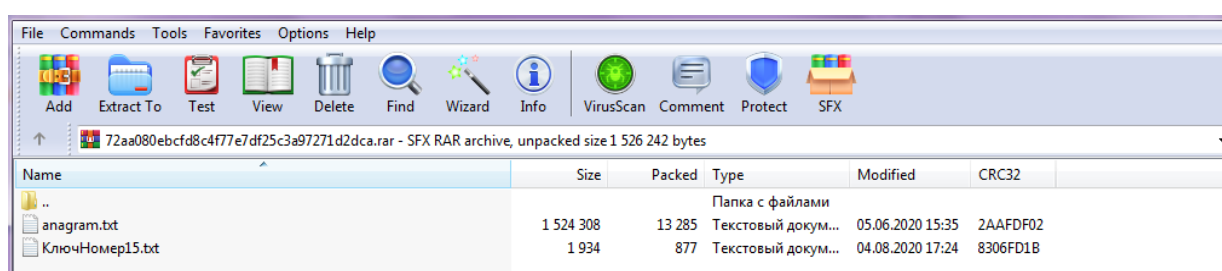 File Commands Tools Favorites Options Help
Add Extract To Test View Delete Find Wizard Info VirusScan Comment Protect SFX
72aa080ebcfd8c4f77e7df25c3a97271d2dca.rar - SFX RAR archive, unpacked size 1 526 242 bytes
Name Size Packed Type Modified CRC32
.. Папка с файлами
anagram.txt 1 524 308 13 285 Текстовый докум... 05.06.2020 15:35 2AAFDF02
КлючНомер15.txt 1 934 877 Текстовый докум... 04.08.2020 17:24 8306FD1B